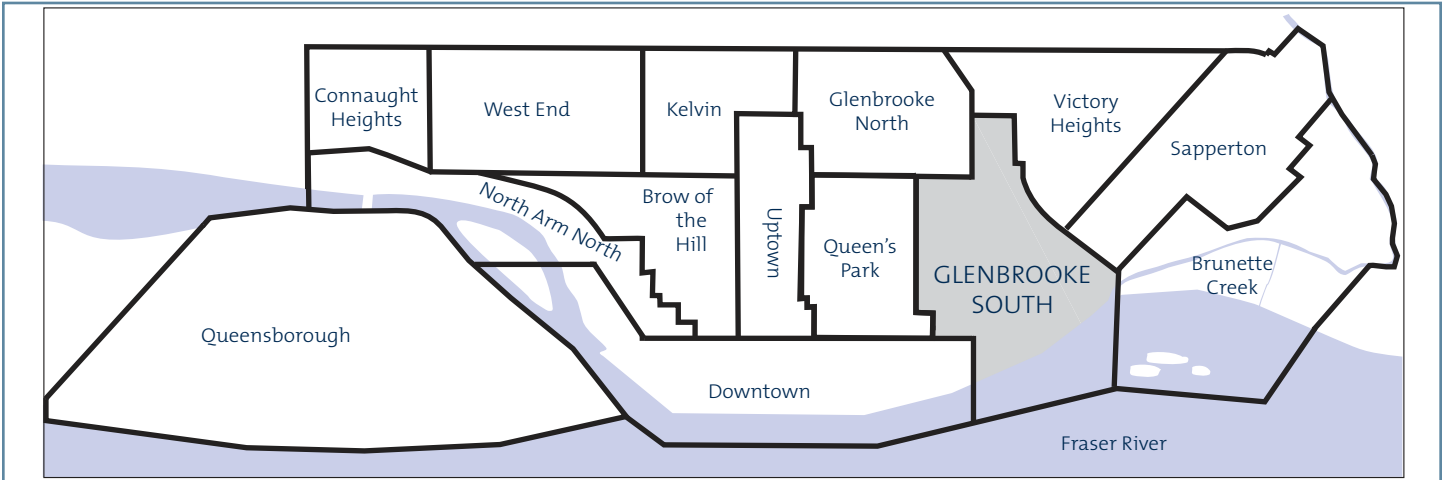 Connaught
Heights
West End
Kelvin
Glenbrooke
North
Victory
Heights
Sapperton
North Arm North
Brow of
the
Hill
Uptown
Queen's
Park
GLENBROOKE
SOUTH
Brunette
Creek
Queensborough
Downtown
Fraser River